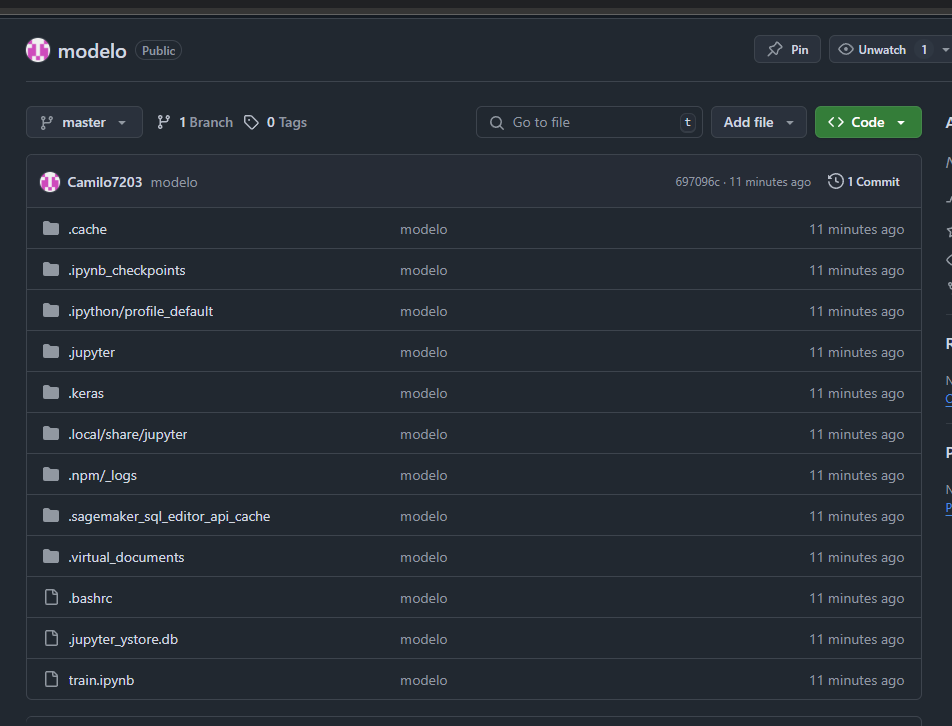 modelo Public Pin Unwatch 1
master 1 Branch 0 Tags Go to file t Add file Code
Camilo7203 modelo 697096c · 11 minutes ago 1 Commit
.cache modelo 11 minutes ago
.ipynb_checkpoints modelo 11 minutes ago
.ipython/profile_default modelo 11 minutes ago
.jupyter modelo 11 minutes ago
.keras modelo 11 minutes ago
.local/share/jupyter modelo 11 minutes ago
.npm/_logs modelo 11 minutes ago
.sagemaker_sql_editor_api_cache modelo 11 minutes ago
.virtual_documents modelo 11 minutes ago
.bashrc modelo 11 minutes ago
.jupyter_ystore.db modelo 11 minutes ago
train.ipynb modelo 11 minutes ago